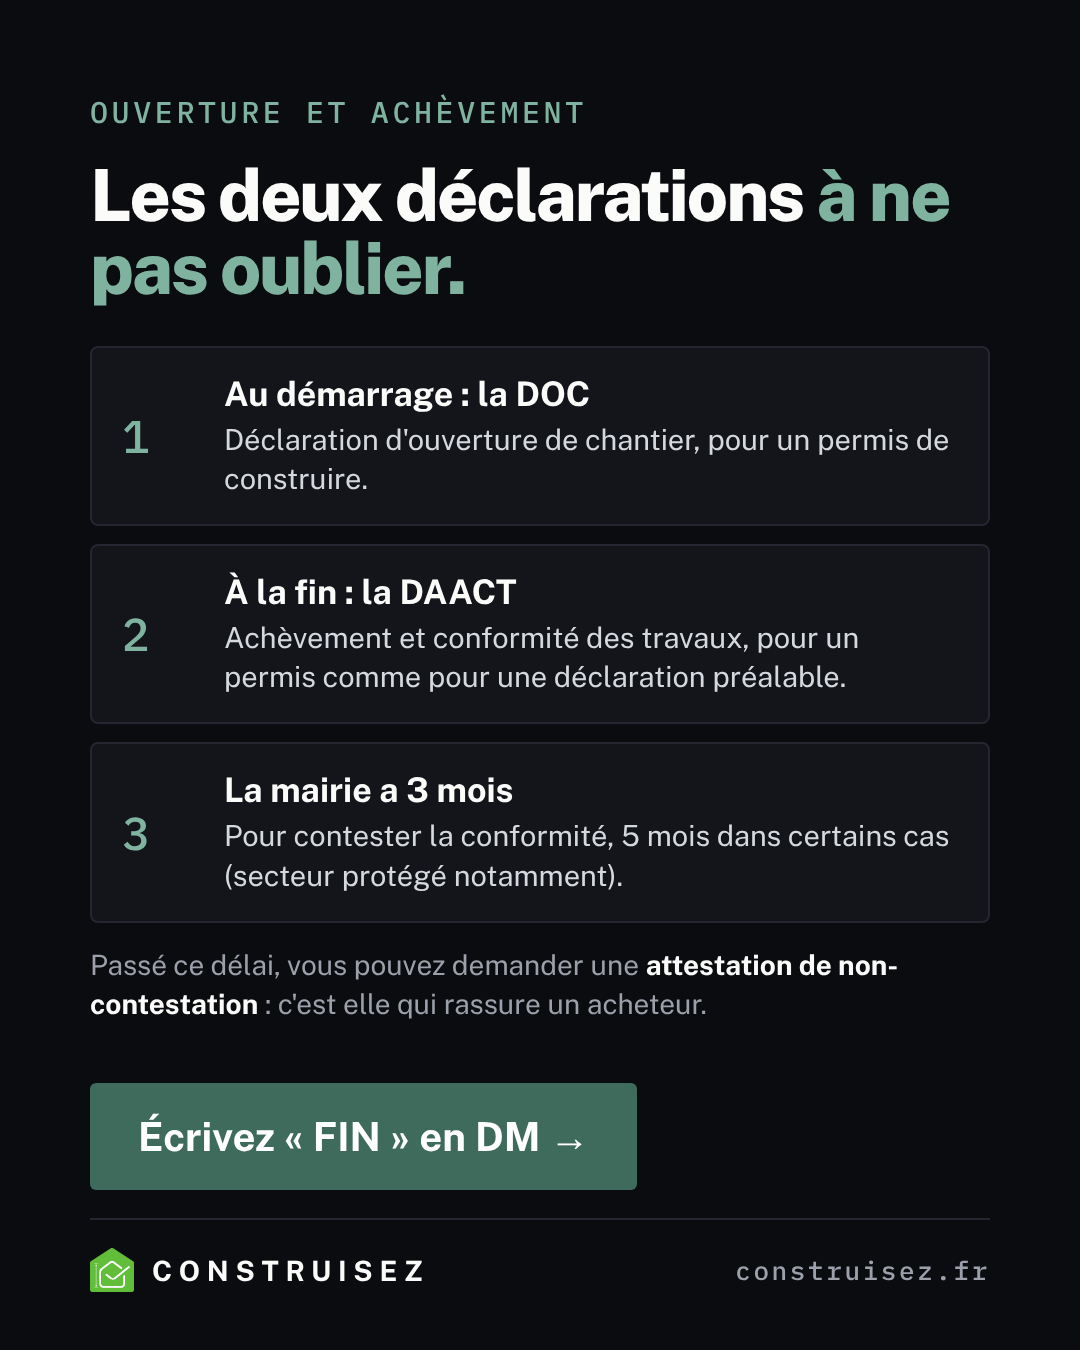 OUVERTURE ET ACHÈVEMENT
Les deux déclarations à ne
pas oublier.
1
Au démarrage : la DOC
Déclaration d'ouverture de chantier, pour un permis de
construire.
2
À la fin : la DAACT
Achèvement et conformité des travaux, pour un
permis comme pour une déclaration préalable.
3
La mairie a 3 mois
Pour contester la conformité, 5 mois dans certains cas
(secteur protégé notamment).
Passé ce délai, vous pouvez demander une attestation de non-
contestation : c'est elle qui rassure un acheteur.
Écrivez « FIN » en DM →
CONSTRUISEZ
construisez.fr